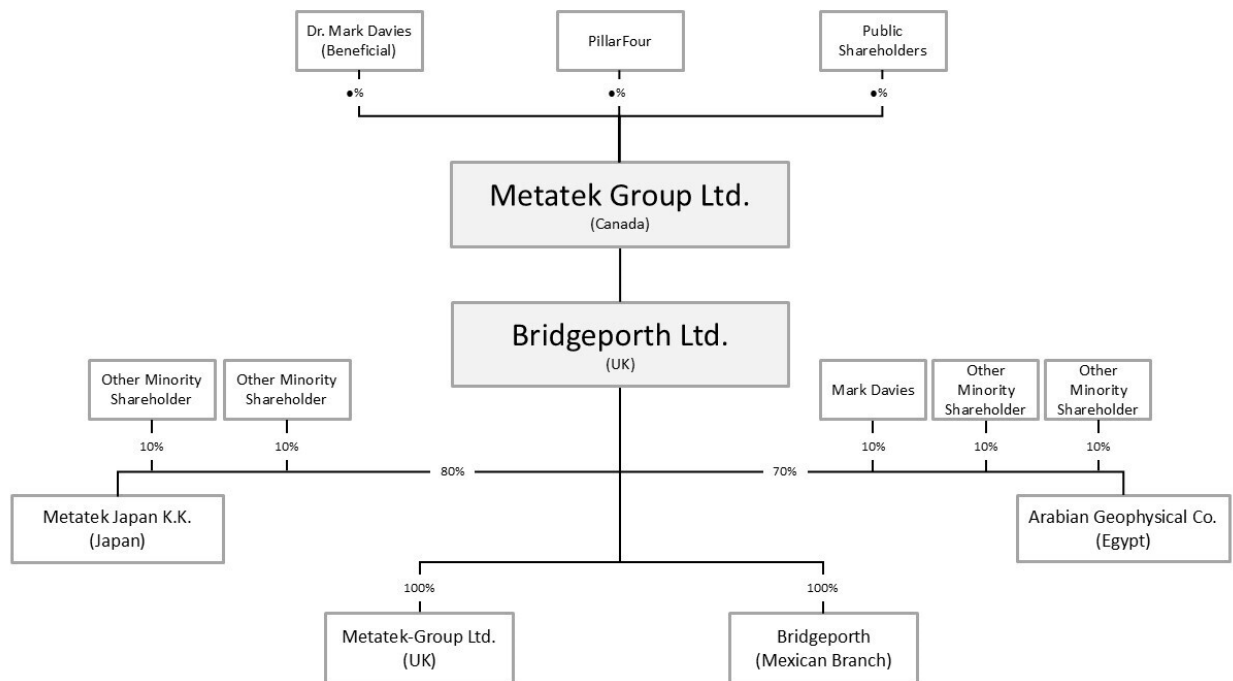 Dr. Mark Davies
(Beneficial)
PillarFour
Public
Shareholders
●%
●%
●%
Metatek Group Ltd.
(Canada)
Bridgeporth Ltd.
(UK)
Other Minority
Shareholder
Other Minority
Shareholder
Mark Davies
Other
Minority
Shareholder
Other
Minority
Shareholder
10%
10%
10%
10%
10%
80%
70%
Metatek Japan K.K.
(Japan)
Arabian Geophysical Co.
(Egypt)
100%
100%
Metatek-Group Ltd.
(UK)
Bridgeporth
(Mexican Branch)